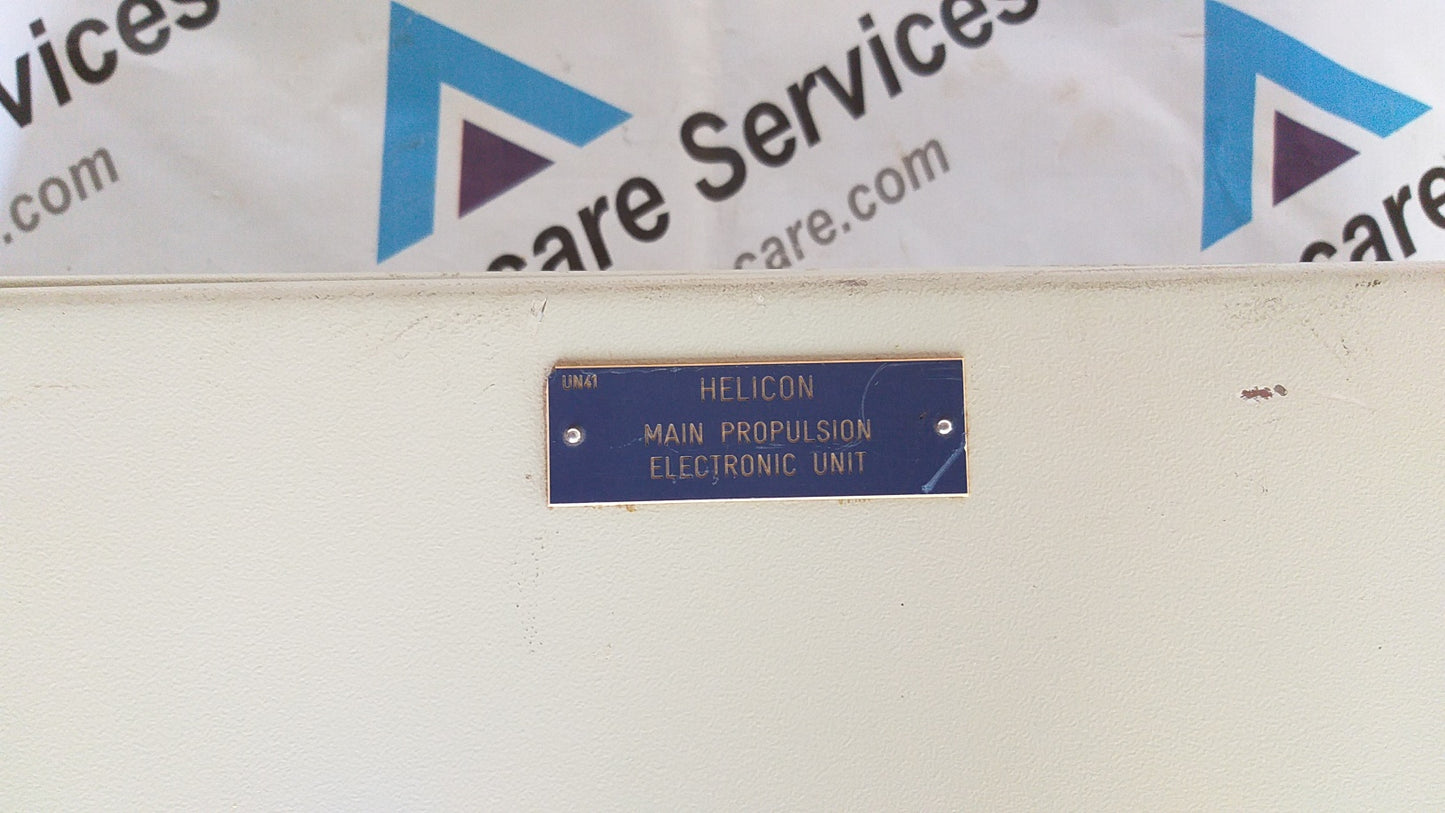 vices
care Services
.com
care.com
care
UN41
HELICON
MAIN PROPULSION
ELECTRONIC UNIT